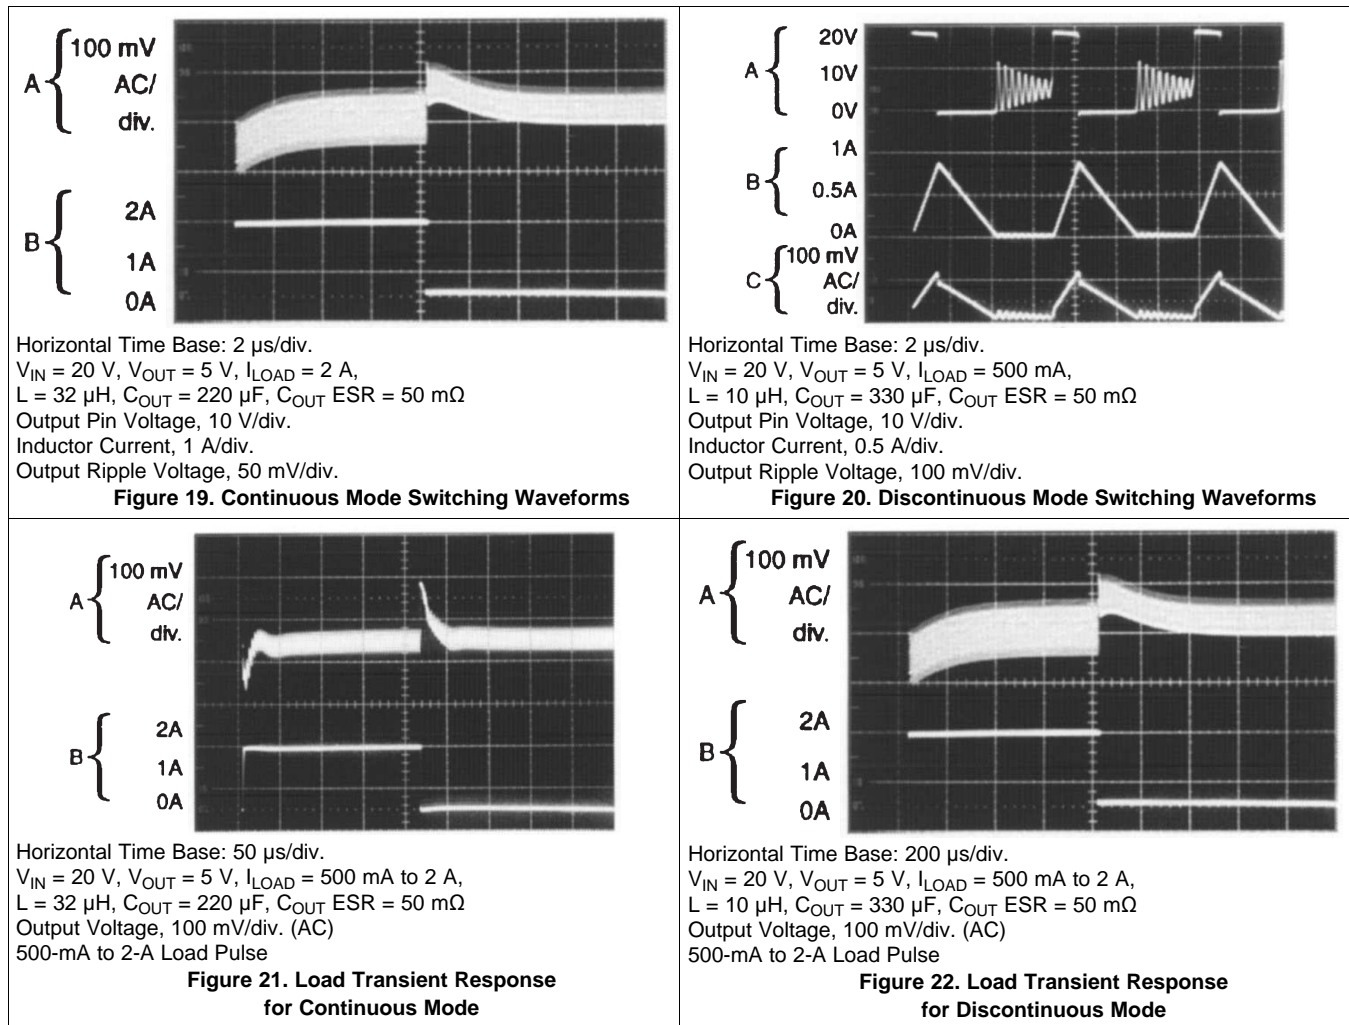 A
100 mV
AC/
div.
B
2A
1A
0A
Horizontal Time Base: 2 µs/div.
V_IN = 20 V, V_OUT = 5 V, I_LOAD = 2 A,
L = 32 µH, C_OUT = 220 µF, C_OUT ESR = 50 mΩ
Output Pin Voltage, 10 V/div.
Inductor Current, 1 A/div.
Output Ripple Voltage, 50 mV/div.
Figure 19. Continuous Mode Switching Waveforms
A
20V
10V
0V
B
1A
0.5A
0A
C
100 mV
AC/
div.
Horizontal Time Base: 2 µs/div.
V_IN = 20 V, V_OUT = 5 V, I_LOAD = 500 mA,
L = 10 µH, C_OUT = 330 µF, C_OUT ESR = 50 mΩ
Output Pin Voltage, 10 V/div.
Inductor Current, 0.5 A/div.
Output Ripple Voltage, 100 mV/div.
Figure 20. Discontinuous Mode Switching Waveforms
A
100 mV
AC/
div.
B
2A
1A
0A
Horizontal Time Base: 50 µs/div.
V_IN = 20 V, V_OUT = 5 V, I_LOAD = 500 mA to 2 A,
L = 32 µH, C_OUT = 220 µF, C_OUT ESR = 50 mΩ
Output Voltage, 100 mV/div. (AC)
500-mA to 2-A Load Pulse
Figure 21. Load Transient Response
for Continuous Mode
A
100 mV
AC/
div.
B
2A
1A
0A
Horizontal Time Base: 200 µs/div.
V_IN = 20 V, V_OUT = 5 V, I_LOAD = 500 mA to 2 A,
L = 10 µH, C_OUT = 330 µF, C_OUT ESR = 50 mΩ
Output Voltage, 100 mV/div. (AC)
500-mA to 2-A Load Pulse
Figure 22. Load Transient Response
for Discontinuous Mode